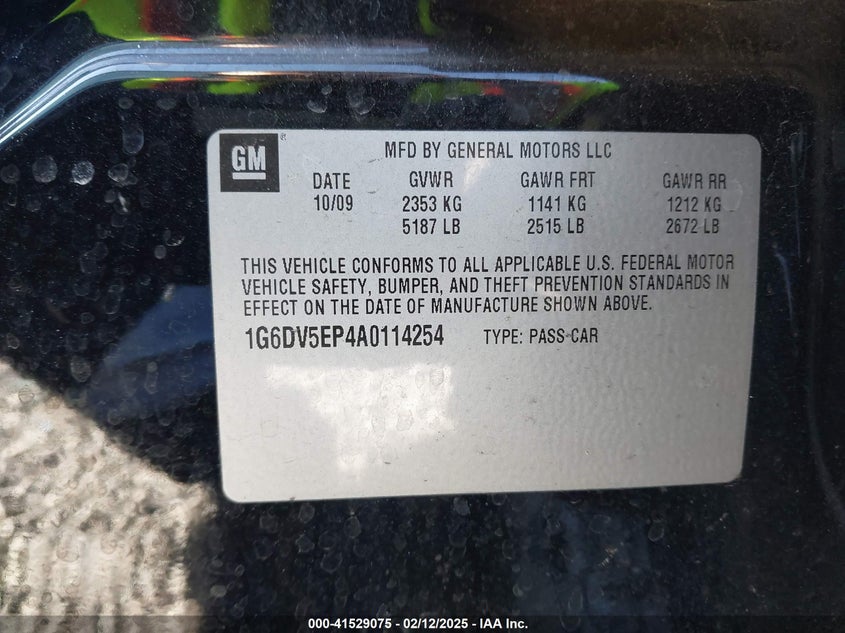 GM
MFD BY GENERAL MOTORS LLC
DATE GVWR GAWR FRT GAWR RR
10/09 2353 KG 1141 KG 1212 KG
5187 LB 2515 LB 2672 LB
THIS VEHICLE CONFORMS TO ALL APPLICABLE U.S. FEDERAL MOTOR
VEHICLE SAFETY, BUMPER, AND THEFT PREVENTION STANDARDS IN
EFFECT ON THE DATE OF MANUFACTURE SHOWN ABOVE.
1G6DV5EP4A0114254 TYPE: PASS CAR
000-41529075 - 02/12/2025 - IAA Inc.